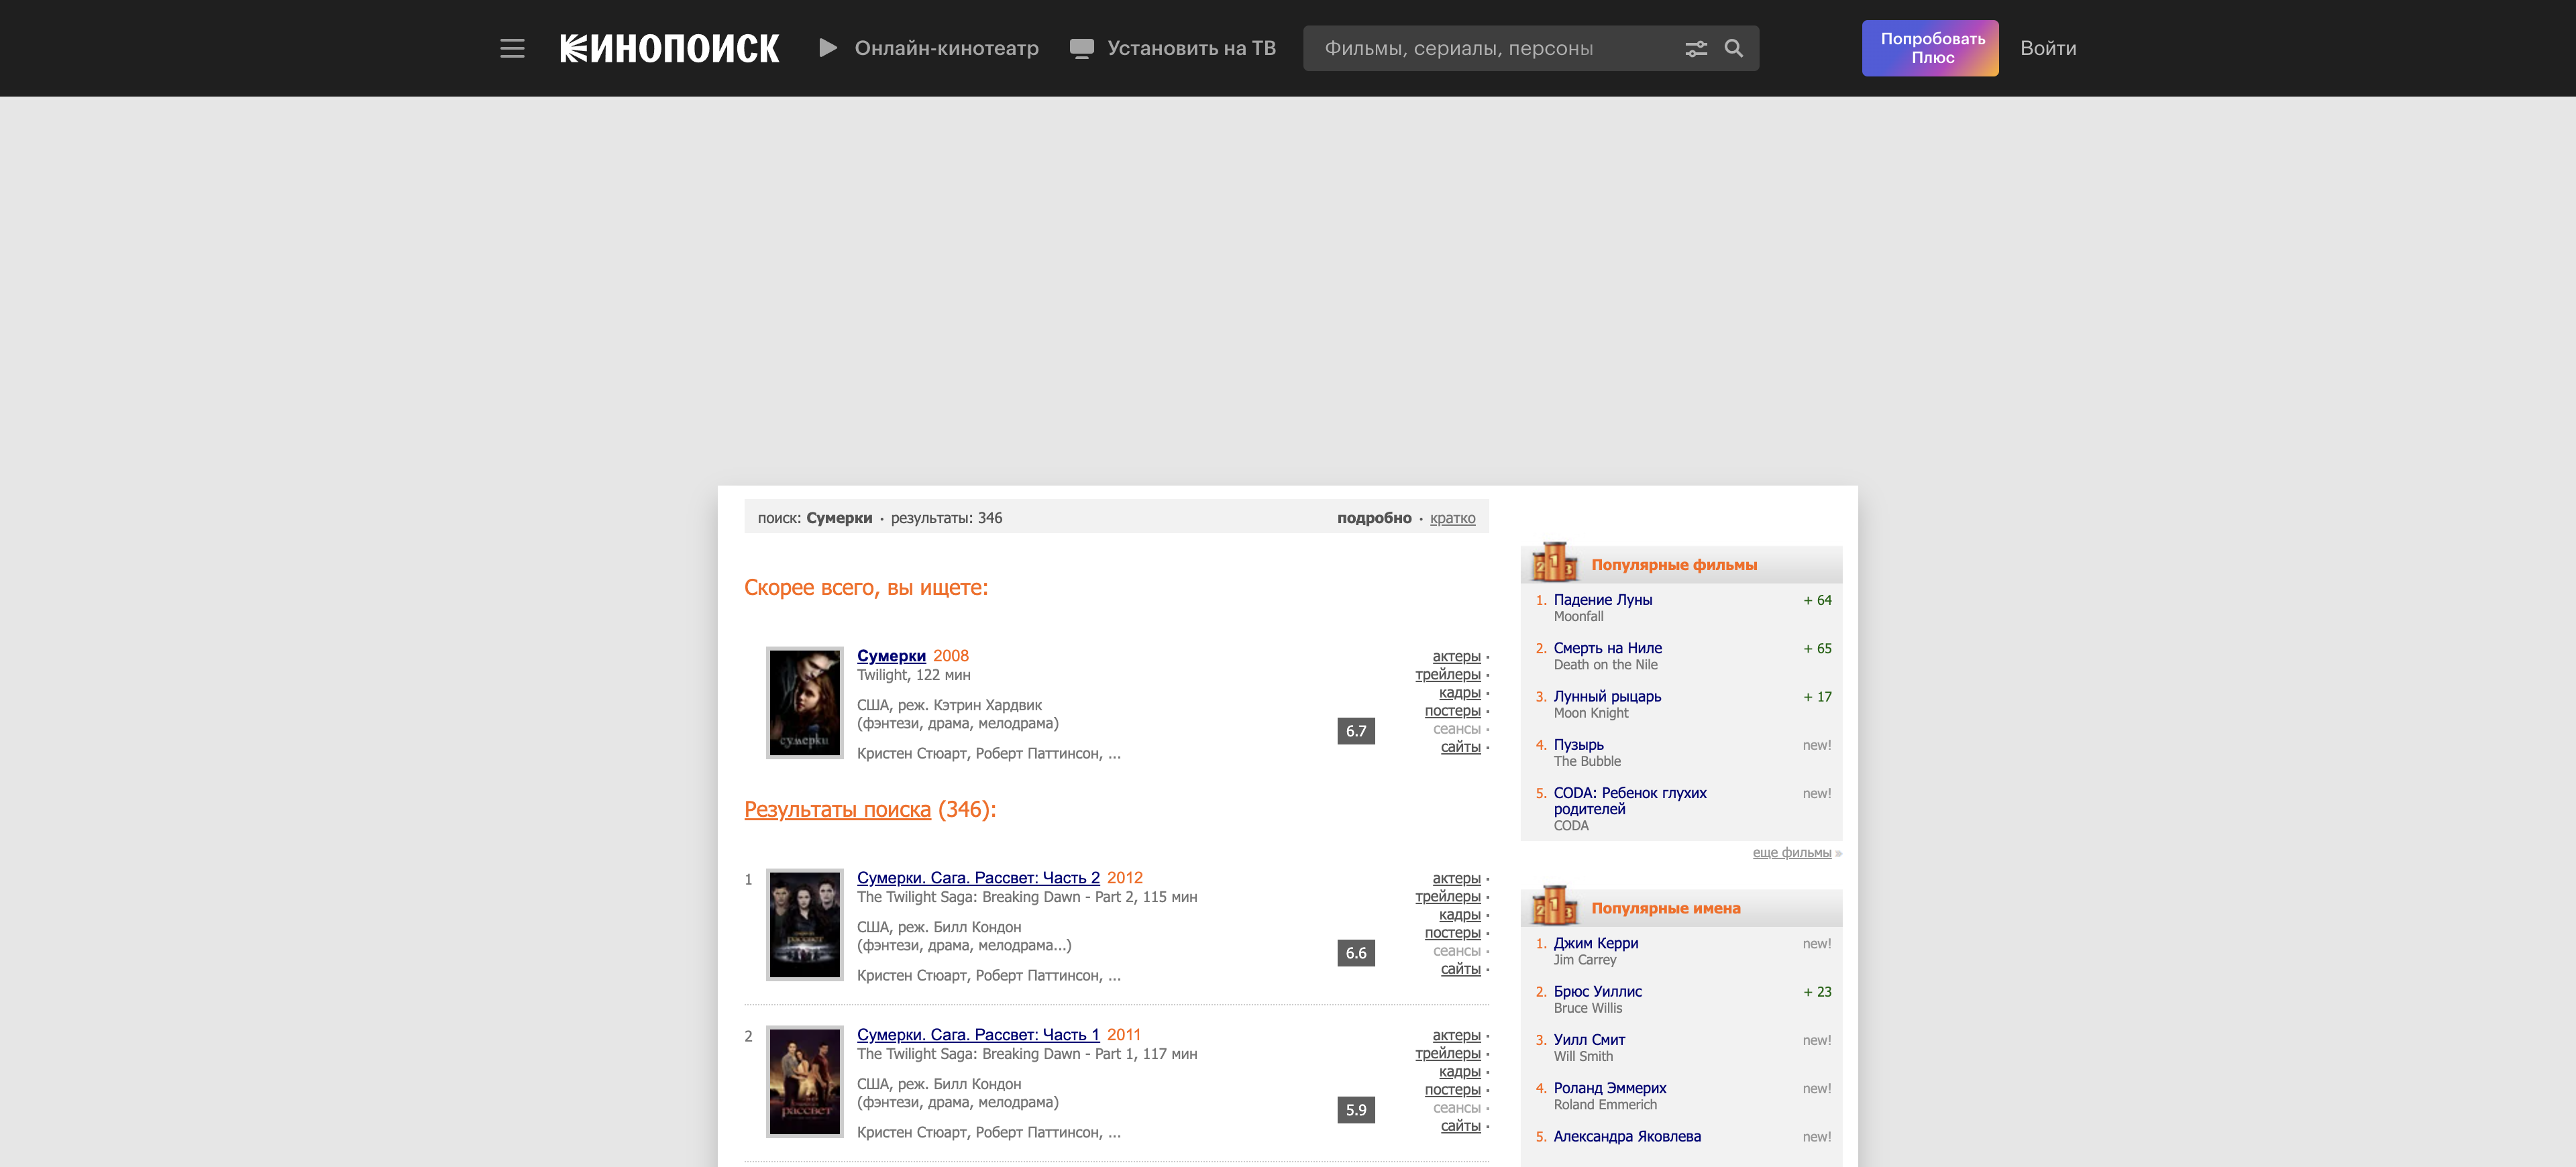 КИНОПОИСК
Онлайн-кинотеатр
Установить на ТВ
Фильмы, сериалы, персоны
Попробовать
Плюс
Войти
поиск: Сумерки • результаты: 346
подробно • кратко
Скорее всего, вы ищете:
сумерки
Сумерки 2008
Twilight, 122 мин
США, реж. Кэтрин Хардвик
(фэнтези, драма, мелодрама)
Кристен Стюарт, Роберт Паттинсон, ...
6.7
актеры •
трейлеры •
кадры •
постеры •
сеансы •
сайты •
Результаты поиска (346):
1
рассвет
Сумерки. Сага. Рассвет: Часть 2 2012
The Twilight Saga: Breaking Dawn - Part 2, 115 мин
США, реж. Билл Кондон
(фэнтези, драма, мелодрама...)
Кристен Стюарт, Роберт Паттинсон, ...
6.6
актеры •
трейлеры •
кадры •
постеры •
сеансы •
сайты •
2
рассвет
Сумерки. Сага. Рассвет: Часть 1 2011
The Twilight Saga: Breaking Dawn - Part 1, 117 мин
США, реж. Билл Кондон
(фэнтези, драма, мелодрама)
Кристен Стюарт, Роберт Паттинсон, ...
5.9
актеры •
трейлеры •
кадры •
постеры •
сеансы •
сайты •
2 1 3
Популярные фильмы
1. Падение Луны + 64
Moonfall
2. Смерть на Ниле + 65
Death on the Nile
3. Лунный рыцарь + 17
Moon Knight
4. Пузырь new!
The Bubble
5. CODA: Ребенок глухих new!
родителей
CODA
еще фильмы »
2 1 3
Популярные имена
1. Джим Керри new!
Jim Carrey
2. Брюс Уиллис + 23
Bruce Willis
3. Уилл Смит new!
Will Smith
4. Роланд Эммерих new!
Roland Emmerich
5. Александра Яковлева new!